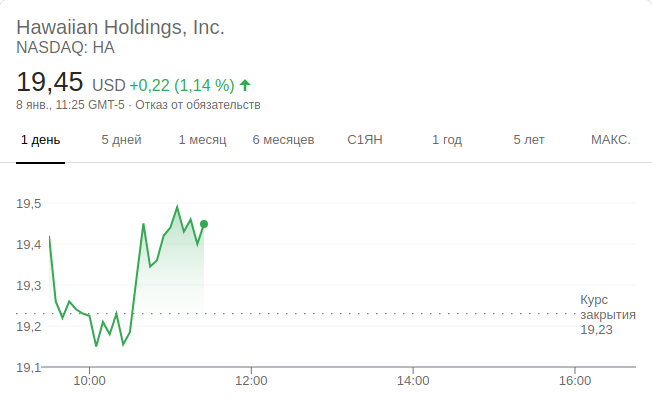 Hawaiian Holdings, Inc.
NASDAQ: HA
19,45 USD +0,22 (1,14 %)
8 янв., 11:25 GMT-5 · Отказ от обязательств
1 день 5 дней 1 месяц 6 месяцев С1ЯН 1 год 5 лет МАКС.
19,5
19,4
19,3
19,2
19,1
Курс
закрытия
19,23
10:00 12:00 14:00 16:00